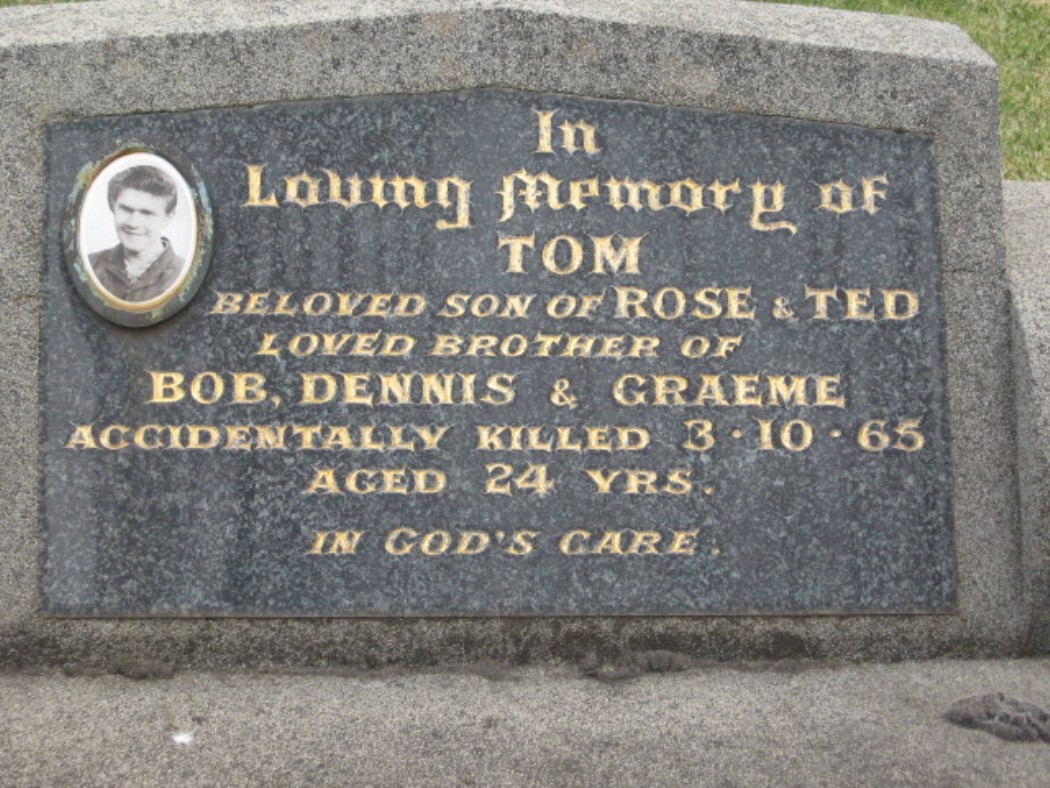 In
Loving Memory of
TOM
BELOVED SON OF ROSE & TED
LOVED BROTHER OF
BOB, DENNIS & GRAEME
ACCIDENTALLY KILLED 3·10·65
AGED 24 YRS.
IN GOD'S CARE.